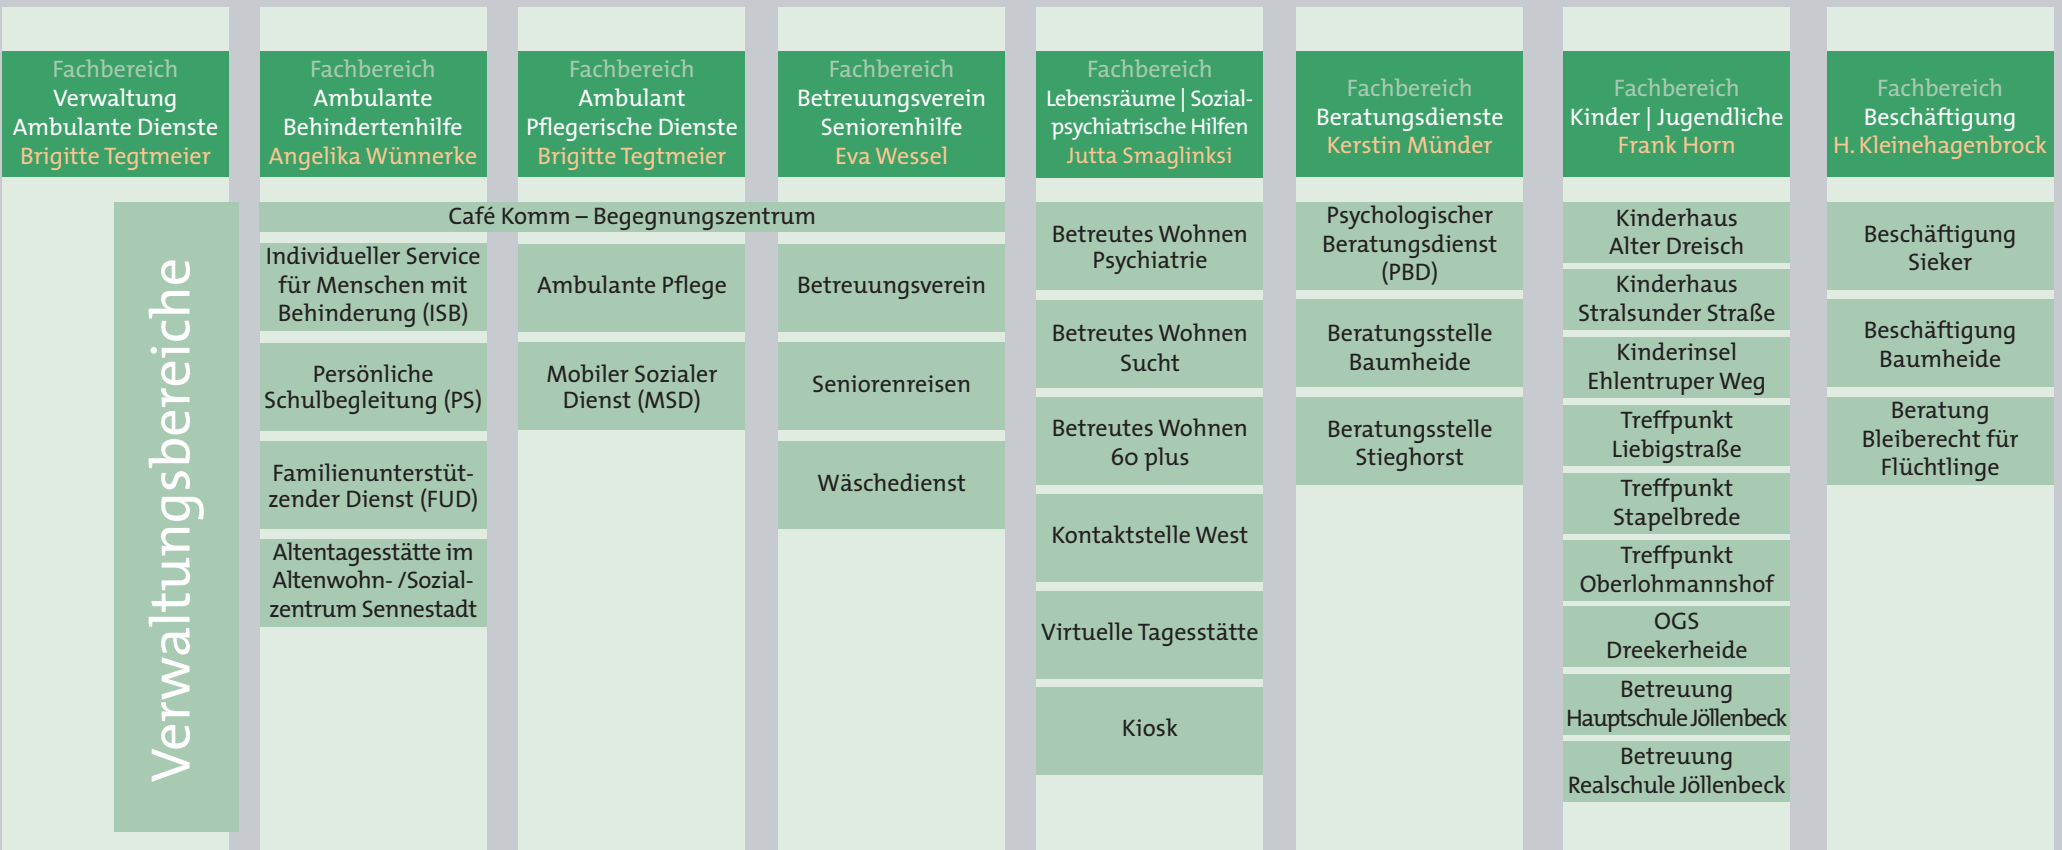 Fachbereich
Verwaltung
Ambulante Dienste
Brigitte Tegtmeier
Verwaltungsbereiche
Fachbereich
Ambulante
Behindertenhilfe
Angelika Wünnerke
Fachbereich
Ambulant
Pflegerische Dienste
Brigitte Tegtmeier
Fachbereich
Betreuungsverein
Seniorenhilfe
Eva Wessel
Café Komm – Begegnungszentrum
Individueller Service
für Menschen mit
Behinderung (ISB)
Persönliche
Schulbegleitung (PS)
Familienunterstüt-
zender Dienst (FUD)
Altentagesstätte im
Altenwohn- /Sozial-
zentrum Sennestadt
Ambulante Pflege
Mobiler Sozialer
Dienst (MSD)
Betreuungsverein
Seniorenreisen
Wäschedienst
Fachbereich
Lebensräume | Sozial-
psychiatrische Hilfen
Jutta Smaglinksi
Betreutes Wohnen
Psychiatrie
Betreutes Wohnen
Sucht
Betreutes Wohnen
60 plus
Kontaktstelle West
Virtuelle Tagesstätte
Kiosk
Fachbereich
Beratungsdienste
Kerstin Münder
Psychologischer
Beratungsdienst
(PBD)
Beratungsstelle
Baumheide
Beratungsstelle
Stieghorst
Fachbereich
Kinder | Jugendliche
Frank Horn
Kinderhaus
Alter Dreisch
Kinderhaus
Stralsunder Straße
Kinderinsel
Ehlentruper Weg
Treffpunkt
Liebigstraße
Treffpunkt
Stapelbrede
Treffpunkt
Oberlohmannshof
OGS
Dreekerheide
Betreuung
Hauptschule Jöllenbeck
Betreuung
Realschule Jöllenbeck
Fachbereich
Beschäftigung
H. Kleinehagenbrock
Beschäftigung
Sieker
Beschäftigung
Baumheide
Beratung
Bleiberecht für
Flüchtlinge